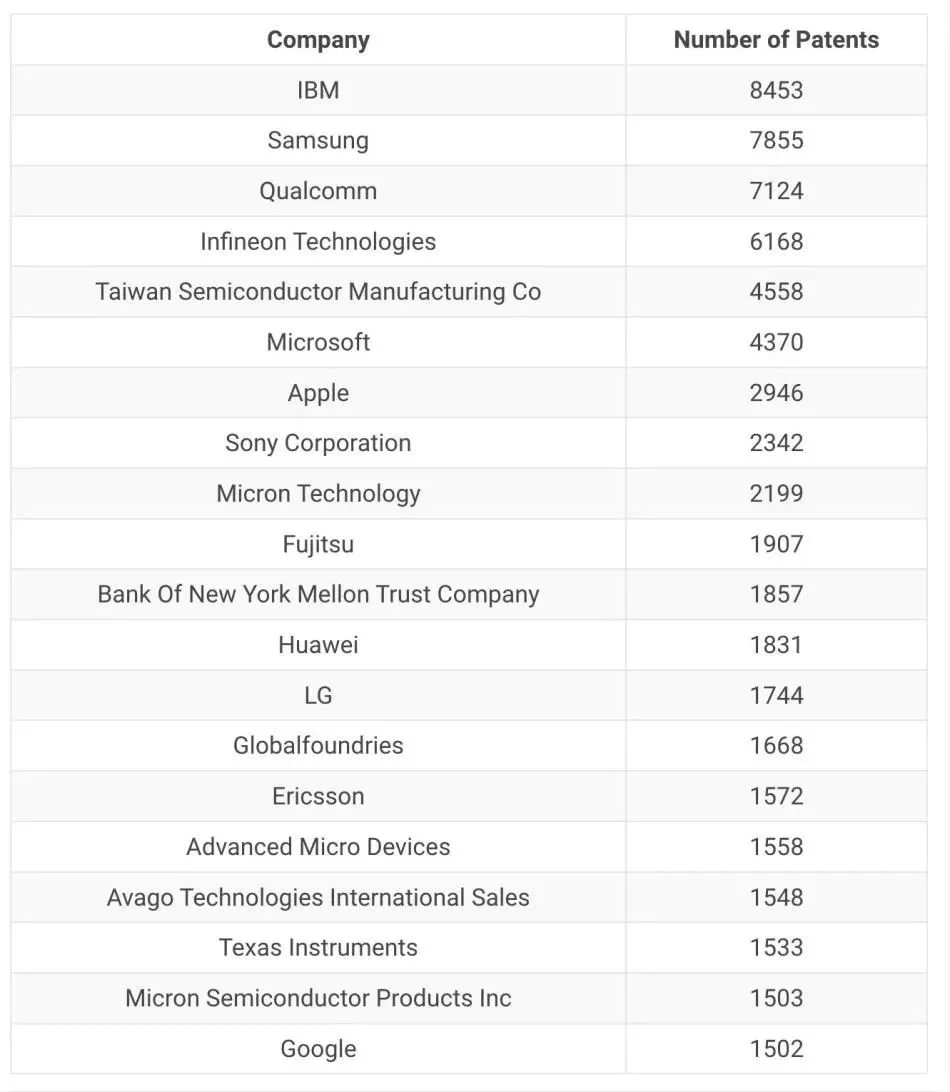 Company Number of Patents
IBM 8453
Samsung 7855
Qualcomm 7124
Infineon Technologies 6168
Taiwan Semiconductor Manufacturing Co 4558
Microsoft 4370
Apple 2946
Sony Corporation 2342
Micron Technology 2199
Fujitsu 1907
Bank Of New York Mellon Trust Company 1857
Huawei 1831
LG 1744
Globalfoundries 1668
Ericsson 1572
Advanced Micro Devices 1558
Avago Technologies International Sales 1548
Texas Instruments 1533
Micron Semiconductor Products Inc 1503
Google 1502